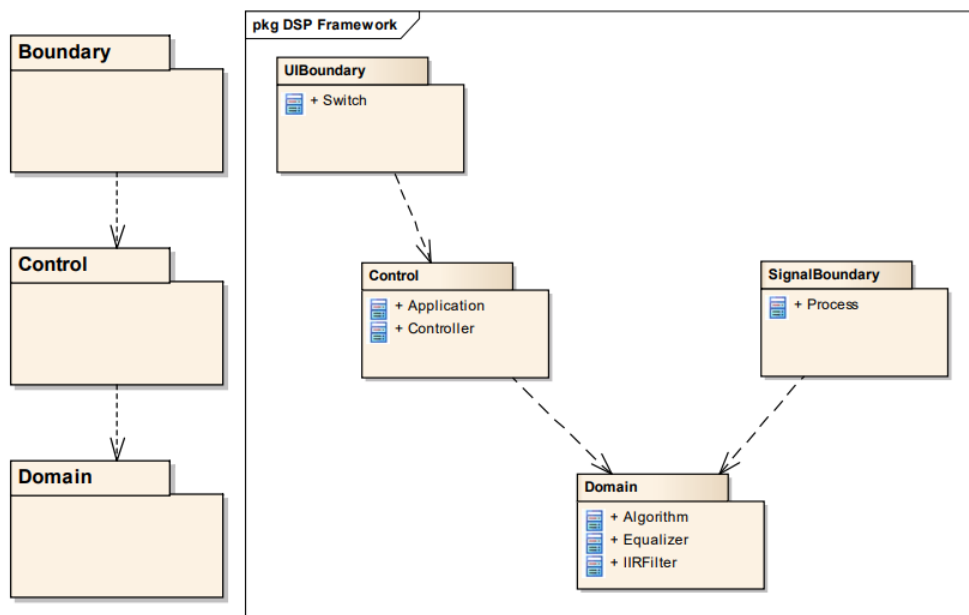 Boundary
Control
Domain
pkg DSP Framework
UIBoundary
+ Switch
Control
+ Application
+ Controller
SignalBoundary
+ Process
Domain
+ Algorithm
+ Equalizer
+ IIRFilter